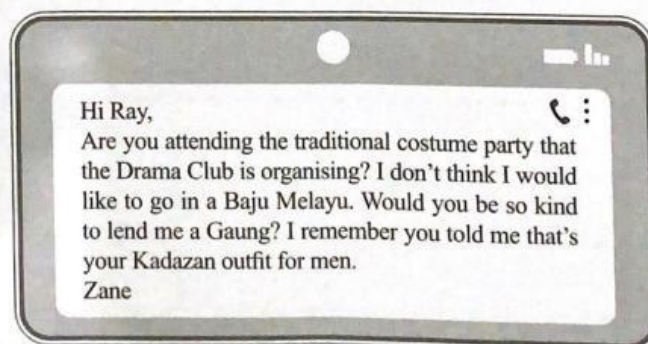 Hi Ray,
Are you attending the traditional costume party that
the Drama Club is organising? I don't think I would
like to go in a Baju Melayu. Would you be so kind
to lend me a Gaung? I remember you told me that's
your Kadazan outfit for men.
Zane